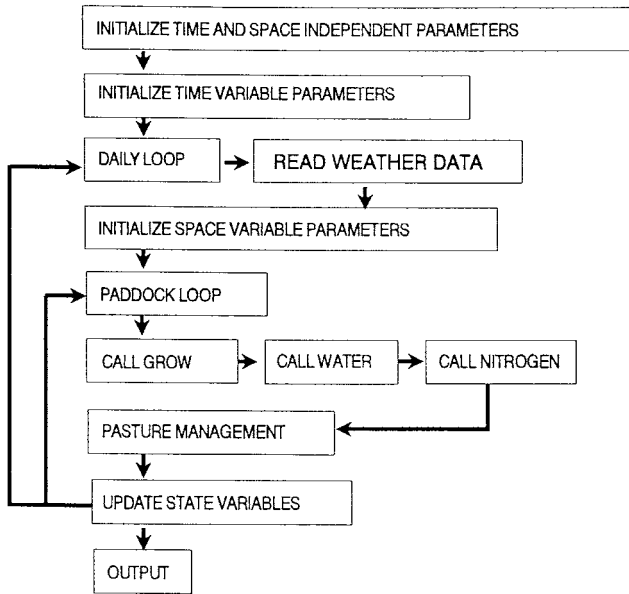 INITIALIZE TIME AND SPACE INDEPENDENT PARAMETERS
INITIALIZE TIME VARIABLE PARAMETERS
DAILY LOOP
READ WEATHER DATA
INITIALIZE SPACE VARIABLE PARAMETERS
PADDOCK LOOP
CALL GROW
CALL WATER
CALL NITROGEN
PASTURE MANAGEMENT
UPDATE STATE VARIABLES
OUTPUT